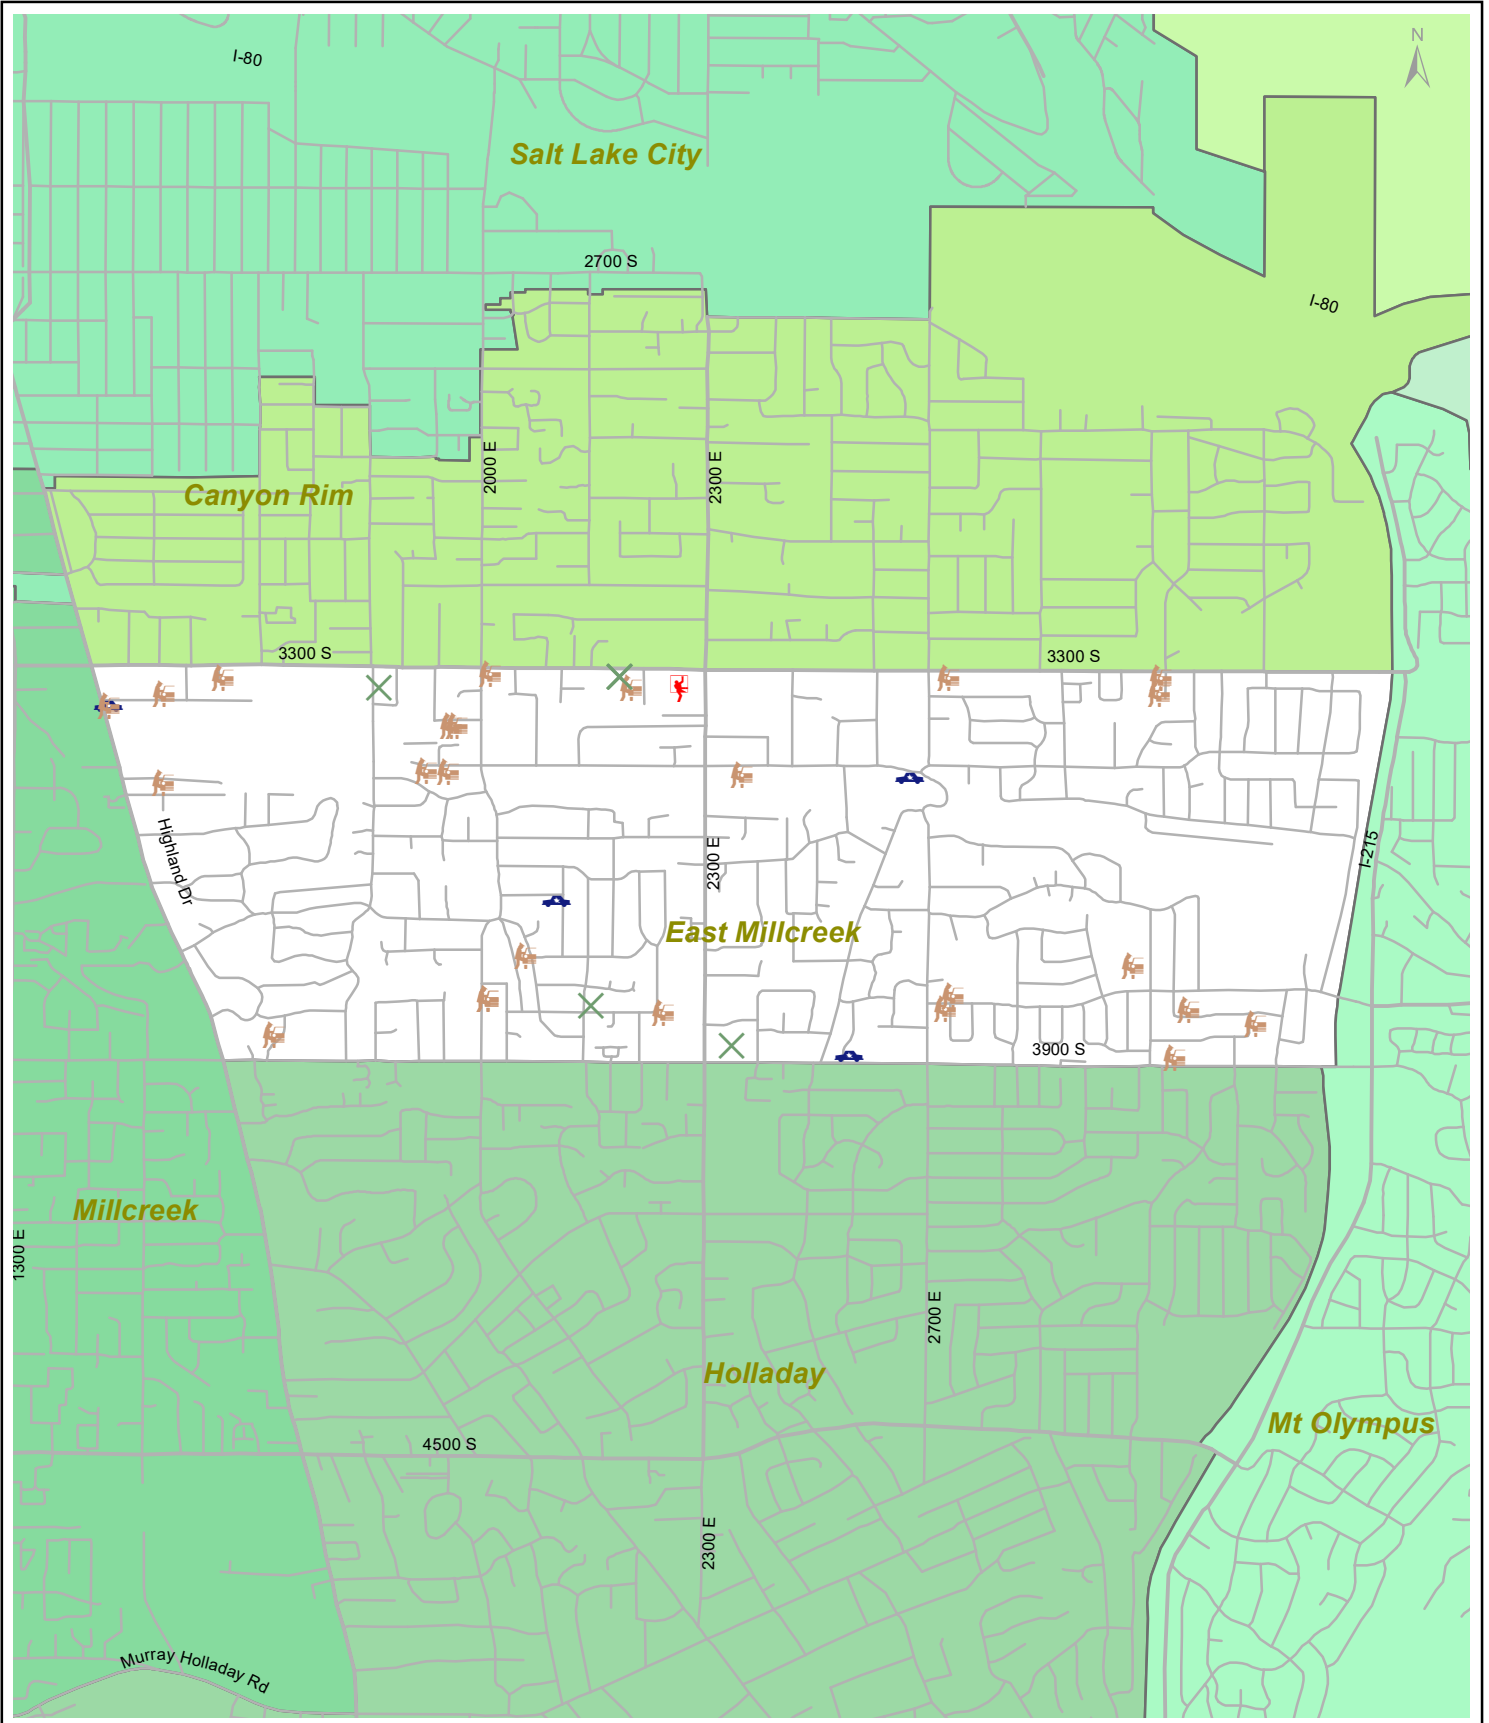 N
I-80
Salt Lake City
2700 S
I-80
2000 E
2300 E
Canyon Rim
3300 S
3300 S
Highland Dr
2300 E
I-215
East Millcreek
3900 S
Millcreek
1300 E
2700 E
Holladay
Mt Olympus
4500 S
2300 E
Murray Holladay Rd